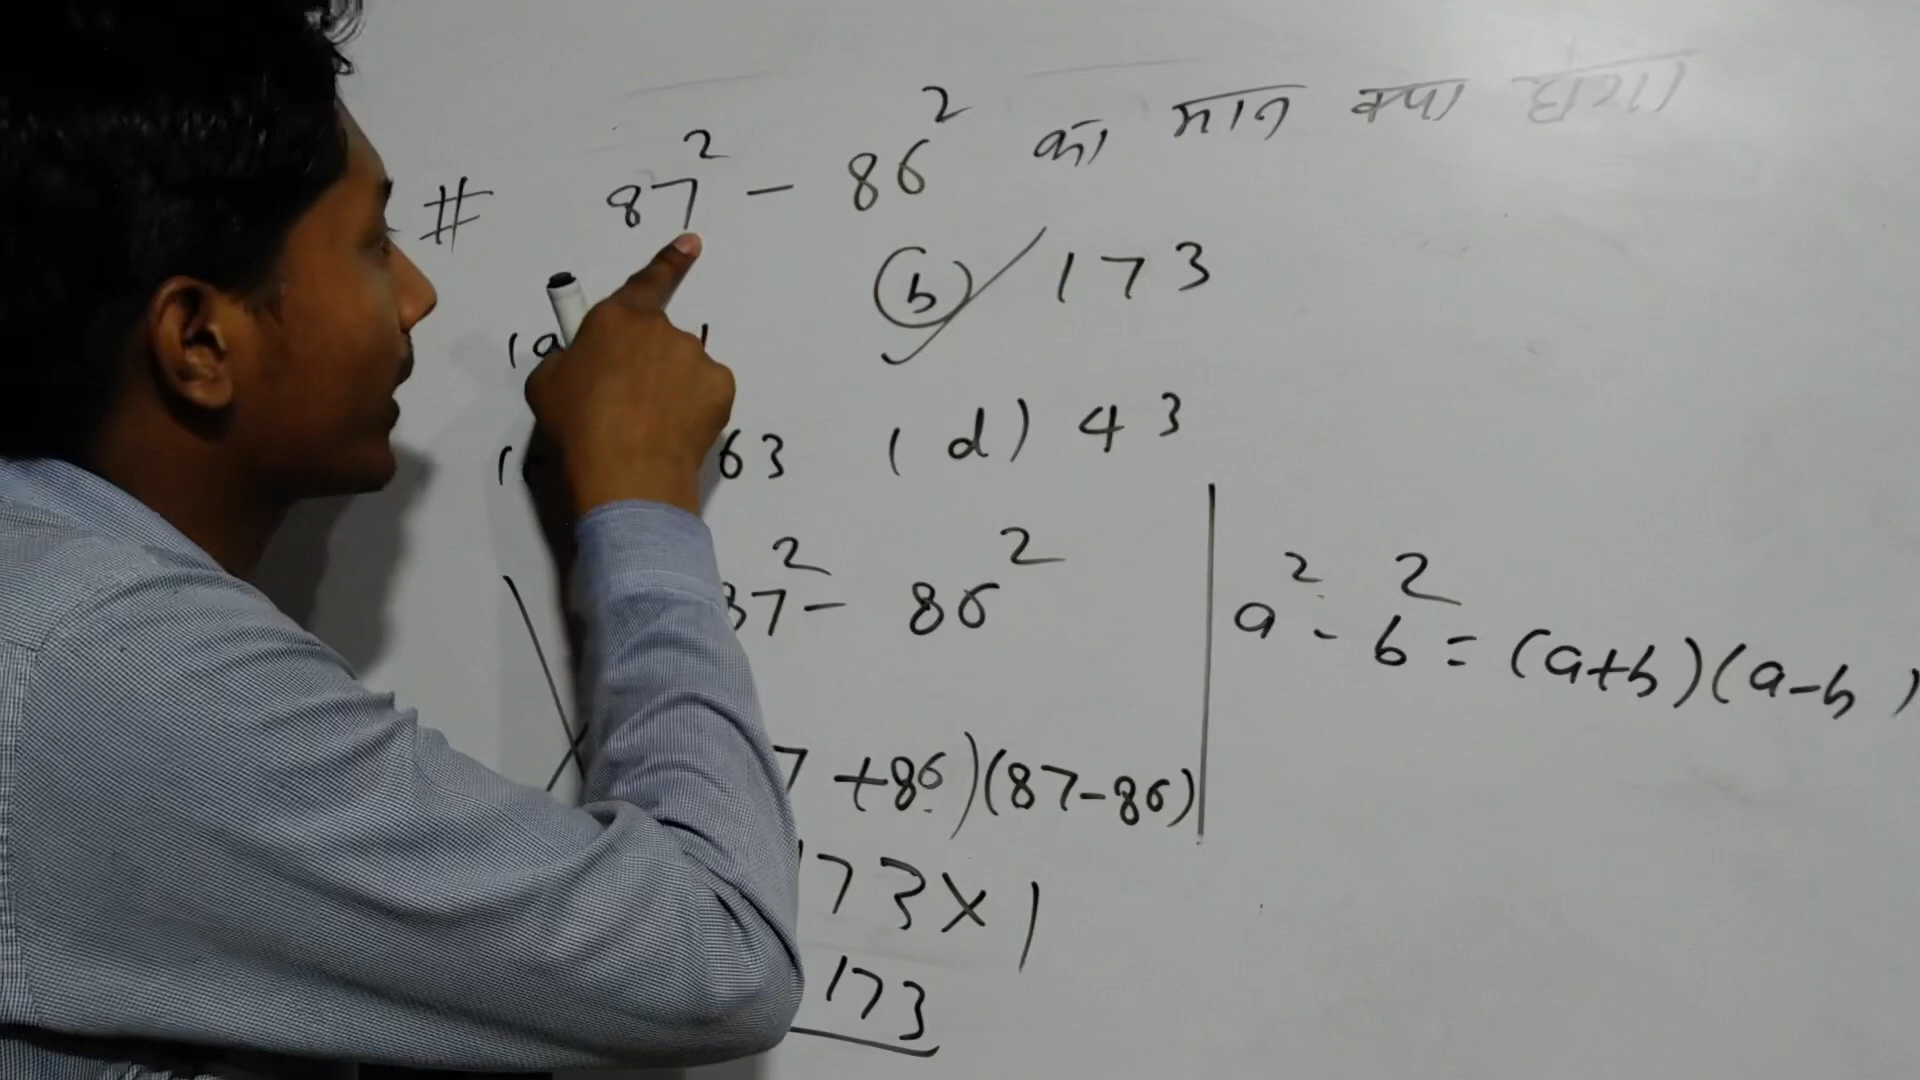 # 87² - 86² का मान क्या होगा
(a (b) 173
63 (d) 43
87² - 86²
a² - b² = (a+b)(a-b)
7 +86)(87-86)
173×1
173